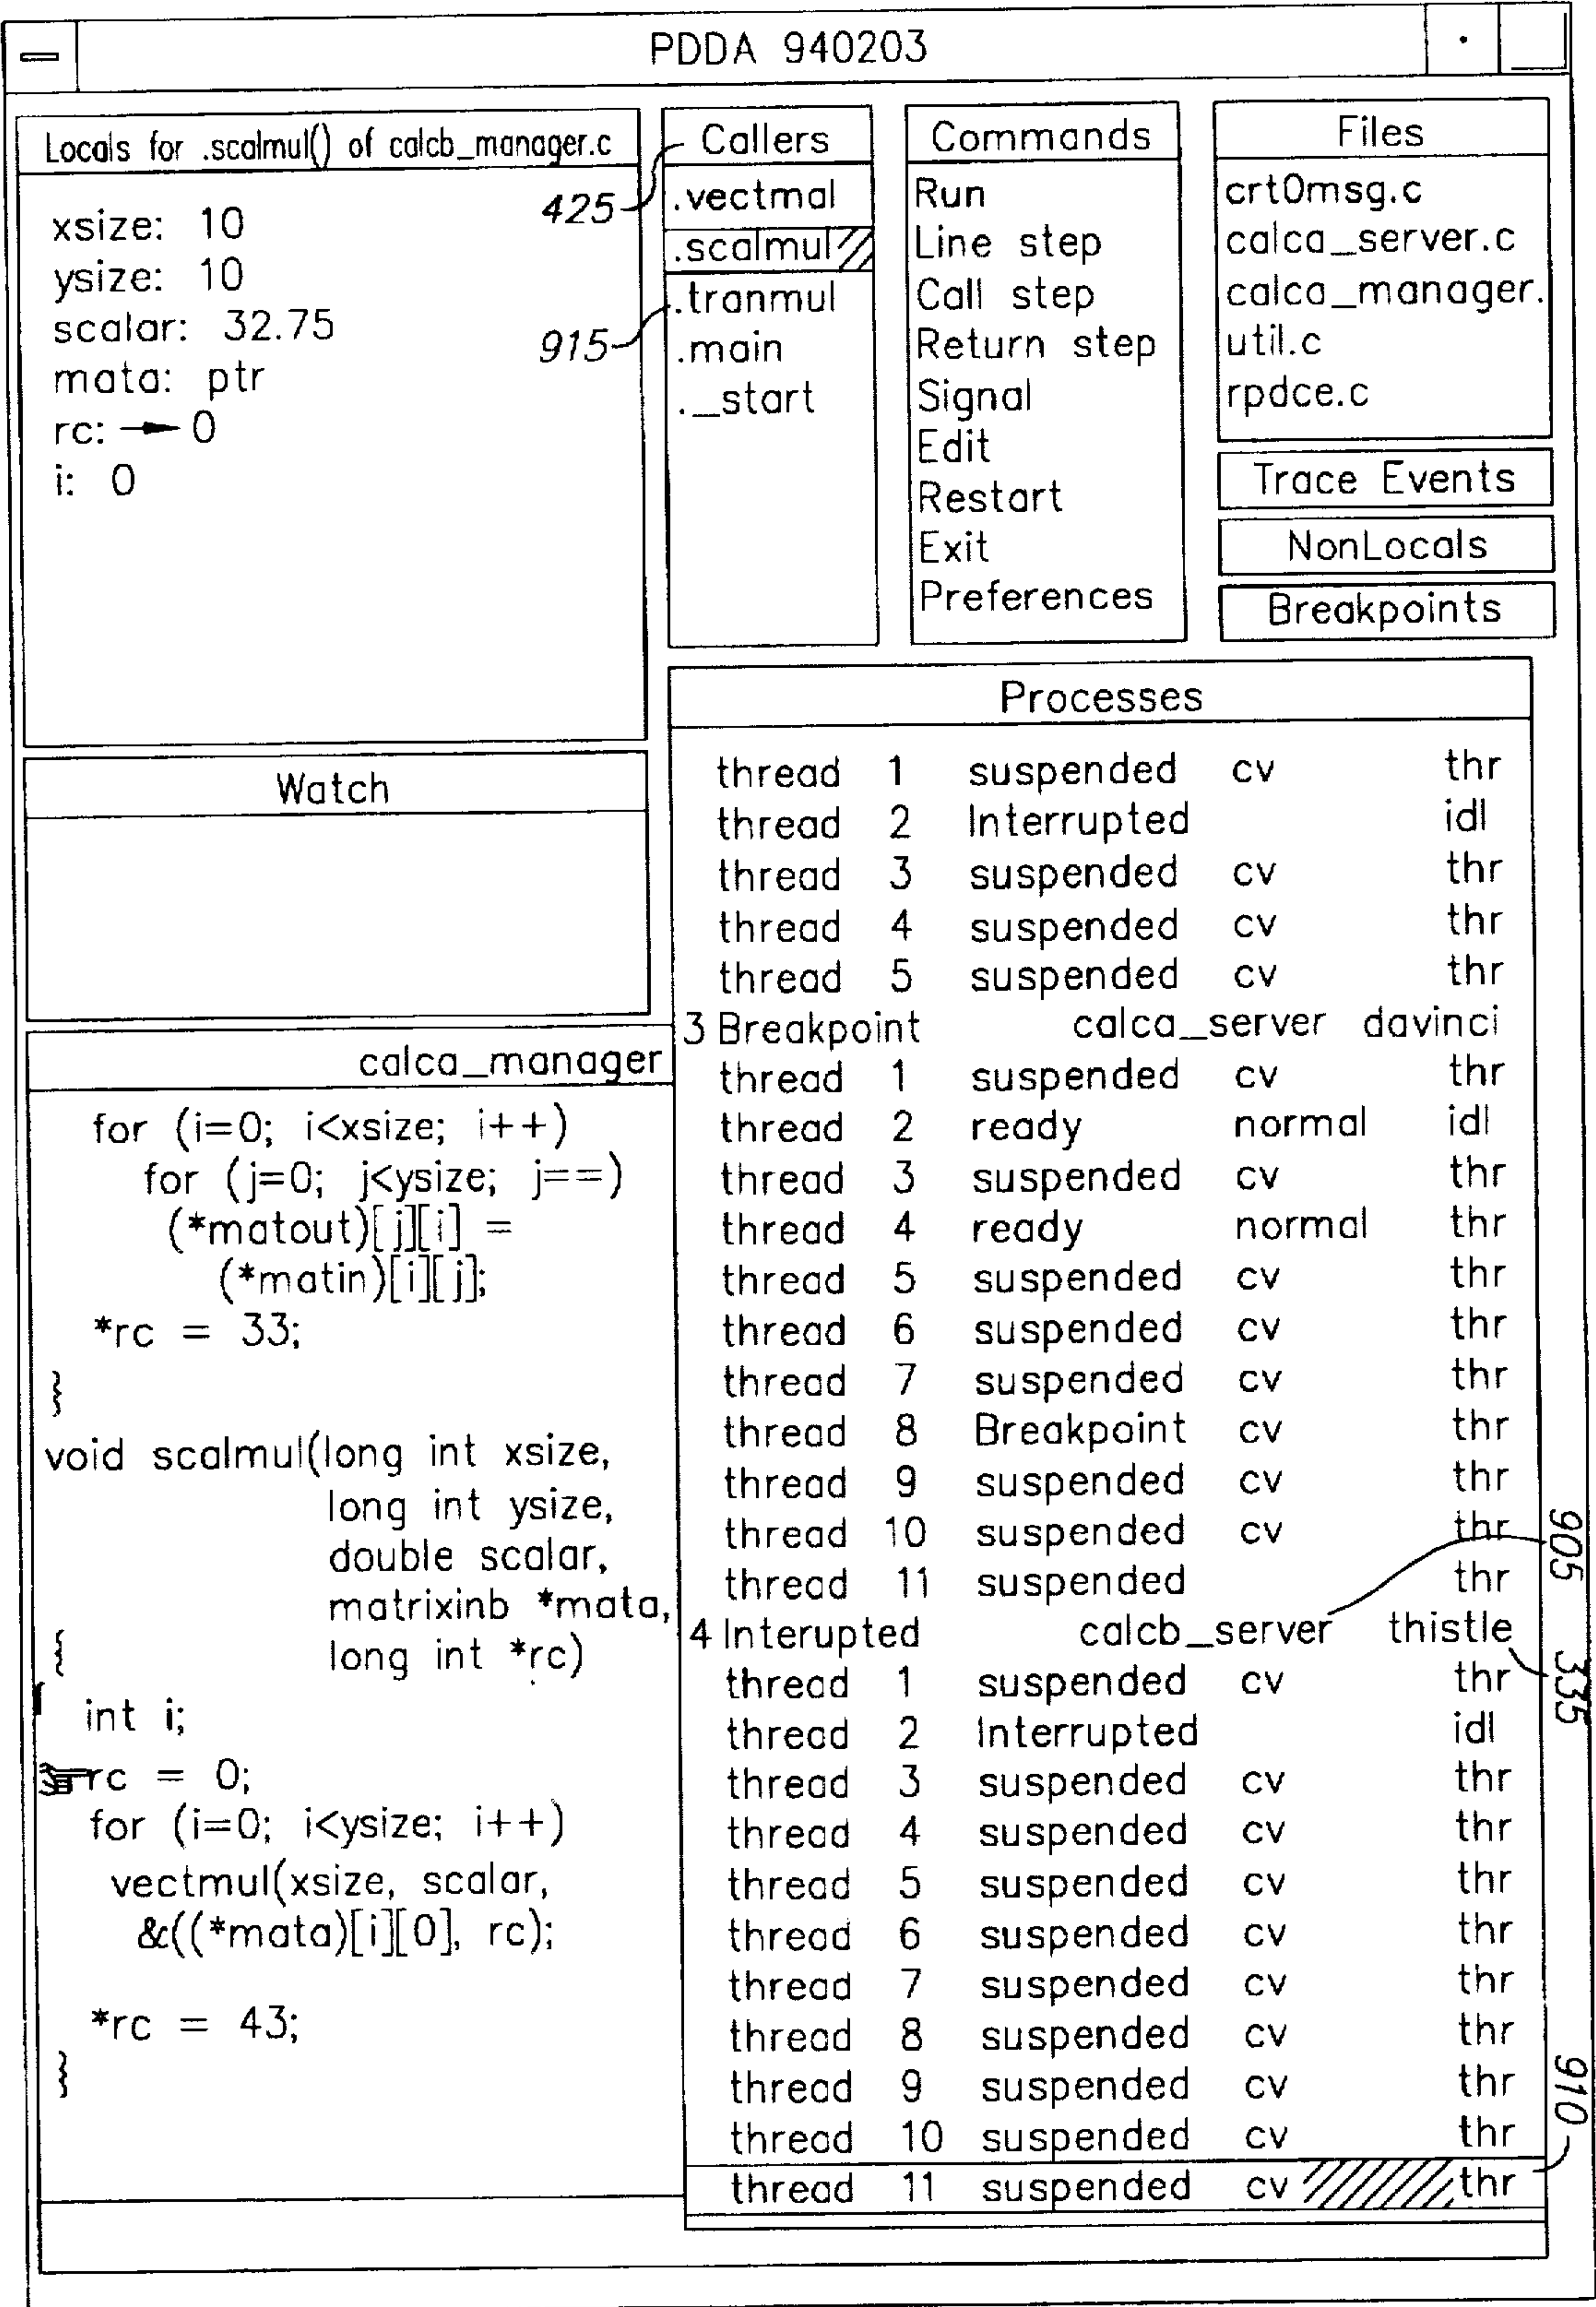 PDDA 940203
Locals for .scalmul() of calcb_manager.c
xsize: 10
ysize: 10
scalar: 32.75
mata: ptr
rc: → 0
i: 0
425
915
Callers
.vectmal
.scalmul
.tranmul
.main
._start
Commands
Run
Line step
Call step
Return step
Signal
Edit
Restart
Exit
Preferences
Files
crt0msg.c
calca_server.c
calca_manager.
util.c
rpdce.c
Trace Events
NonLocals
Breakpoints
Watch
calca_manager
for (i=0; i<xsize; i++)
for (j=0; j<ysize; j==)
(*matout)[j][i] =
(*matin)[i][j];
*rc = 33;
}
void scalmul(long int xsize,
long int ysize,
double scalar,
matrixinb *mata,
{ long int *rc)
int i;
rc = 0;
for (i=0; i<ysize; i++)
vectmul(xsize, scalar,
&((*mata)[i][0], rc);
*rc = 43;
}
Processes
thread 1 suspended cv thr
thread 2 Interrupted idl
thread 3 suspended cv thr
thread 4 suspended cv thr
thread 5 suspended cv thr
3 Breakpoint calca_server davinci
thread 1 suspended cv thr
thread 2 ready normal idl
thread 3 suspended cv thr
thread 4 ready normal thr
thread 5 suspended cv thr
thread 6 suspended cv thr
thread 7 suspended cv thr
thread 8 Breakpoint cv thr
thread 9 suspended cv thr
thread 10 suspended cv thr
thread 11 suspended thr
4 Interupted calcb_server thistle
thread 1 suspended cv thr
thread 2 Interrupted idl
thread 3 suspended cv thr
thread 4 suspended cv thr
thread 5 suspended cv thr
thread 6 suspended cv thr
thread 7 suspended cv thr
thread 8 suspended cv thr
thread 9 suspended cv thr
thread 10 suspended cv thr
thread 11 suspended cv thr
905
335
910